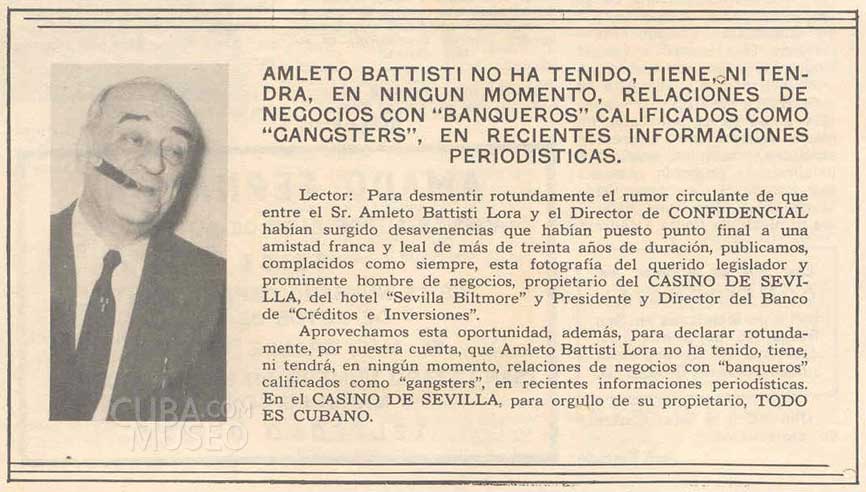 AMLETO BATTISTI NO HA TENIDO, TIENE, NI TEN-
DRA, EN NINGUN MOMENTO, RELACIONES DE
NEGOCIOS CON "BANQUEROS" CALIFICADOS COMO
"GANGSTERS", EN RECIENTES INFORMACIONES
PERIODISTICAS.
Lector: Para desmentir rotundamente el rumor circulante de que
entre el Sr. Amleto Battisti Lora y el Director de CONFIDENCIAL
habían surgido desavenencias que habían puesto punto final a una
amistad franca y leal de más de treinta años de duración, publicamos,
complacidos como siempre, esta fotografía del querido legislador y
prominente hombre de negocios, propietario del CASINO DE SEVI-
LLA, del hotel "Sevilla Biltmore" y Presidente y Director del Banco
de "Créditos e Inversiones".
Aprovechamos esta oportunidad, además, para declarar rotunda-
mente, por nuestra cuenta, que Amleto Battisti Lora no ha tenido, tiene,
ni tendrá, en ningún momento, relaciones de negocios con "banqueros"
calificados como "gangsters", en recientes informaciones periodísticas.
En el CASINO DE SEVILLA, para orgullo de su propietario, TODO
ES CUBANO.
CUBA.COM
MUSEO